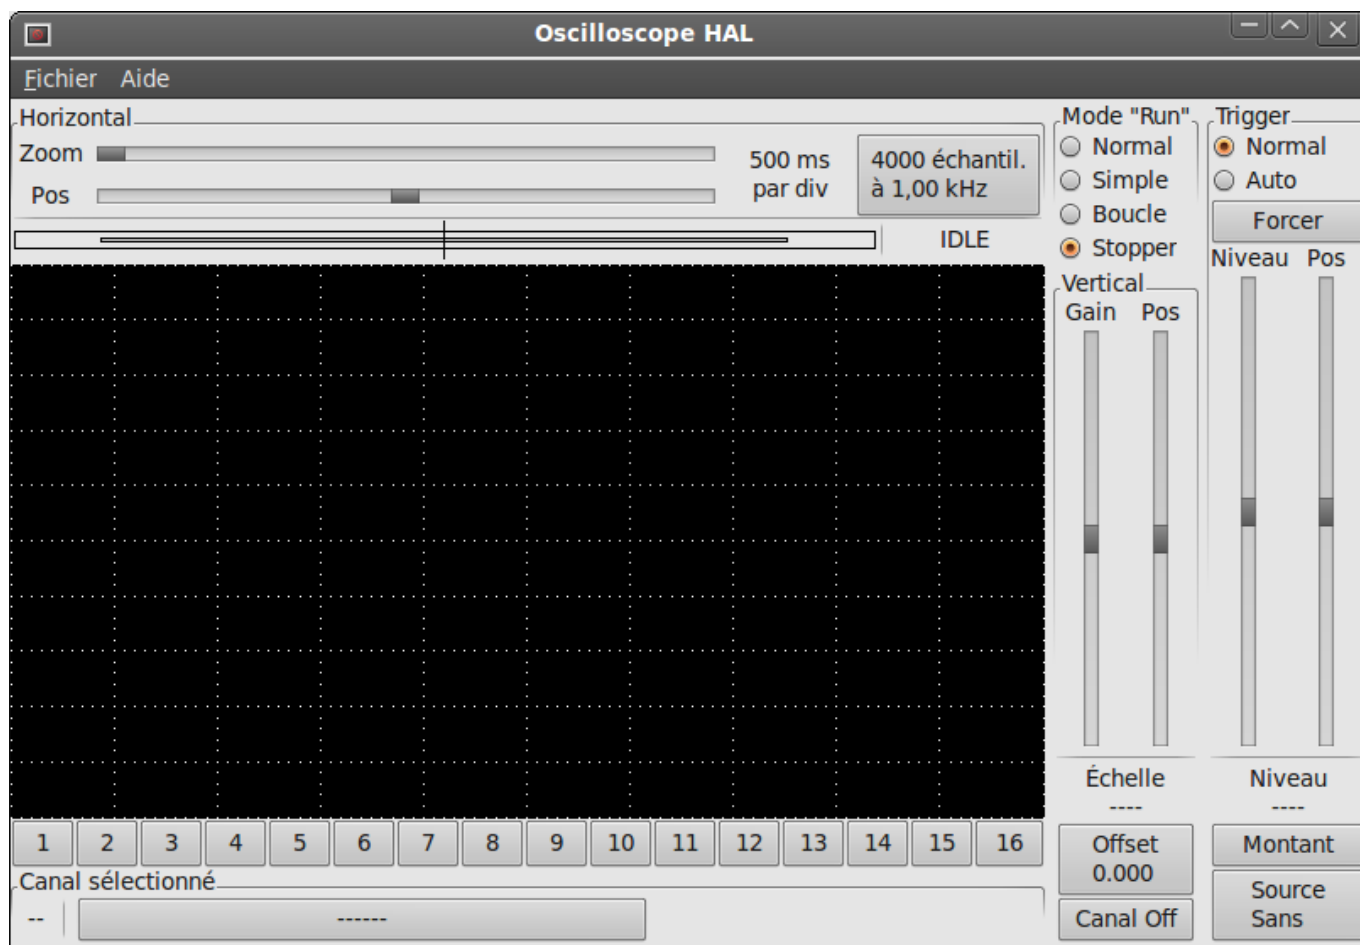 Oscilloscope HAL
Fichier Aide
Horizontal
Zoom
Pos
500 ms
par div
4000 échantil.
à 1,00 kHz
IDLE
Mode "Run"
Normal
Simple
Boucle
Stopper
Trigger
Normal
Auto
Forcer
Niveau Pos
Vertical
Gain Pos
Échelle
----
Offset
0.000
Canal Off
Niveau
----
Montant
Source
Sans
1 2 3 4 5 6 7 8 9 10 11 12 13 14 15 16
Canal sélectionné
-- ------